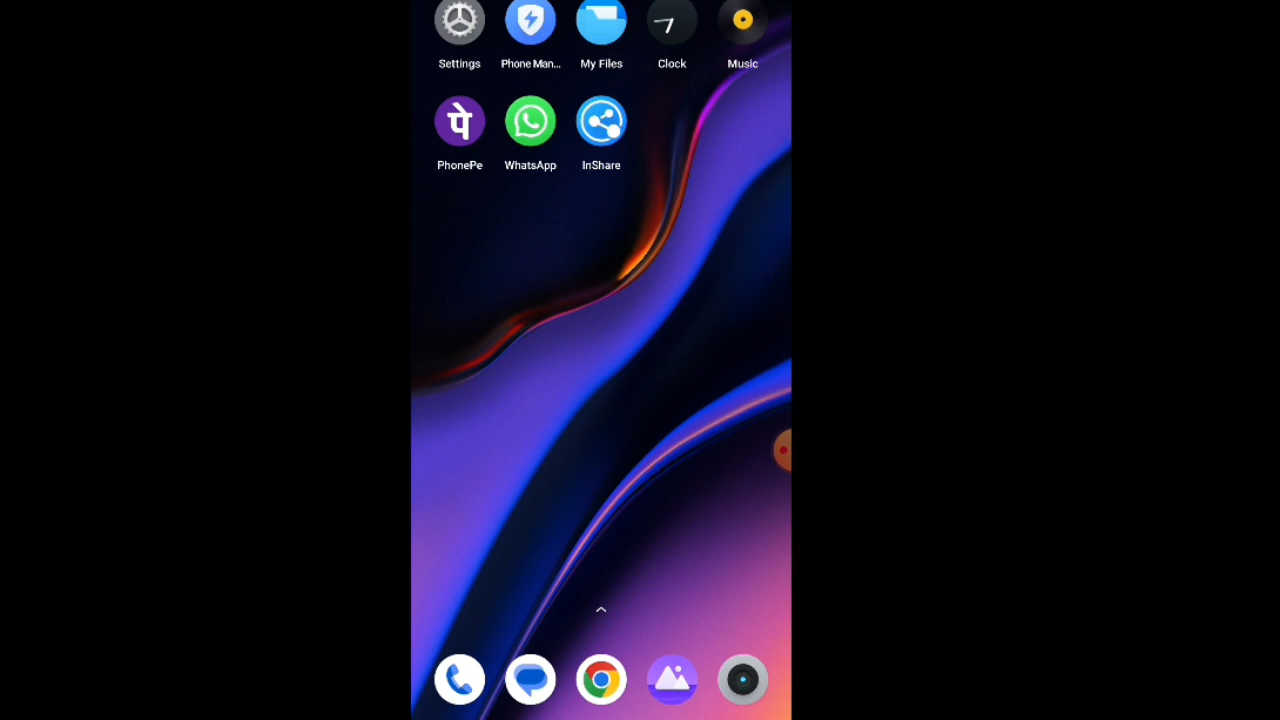 Settings Phone Man... My Files Clock Music
पे
PhonePe WhatsApp InShare